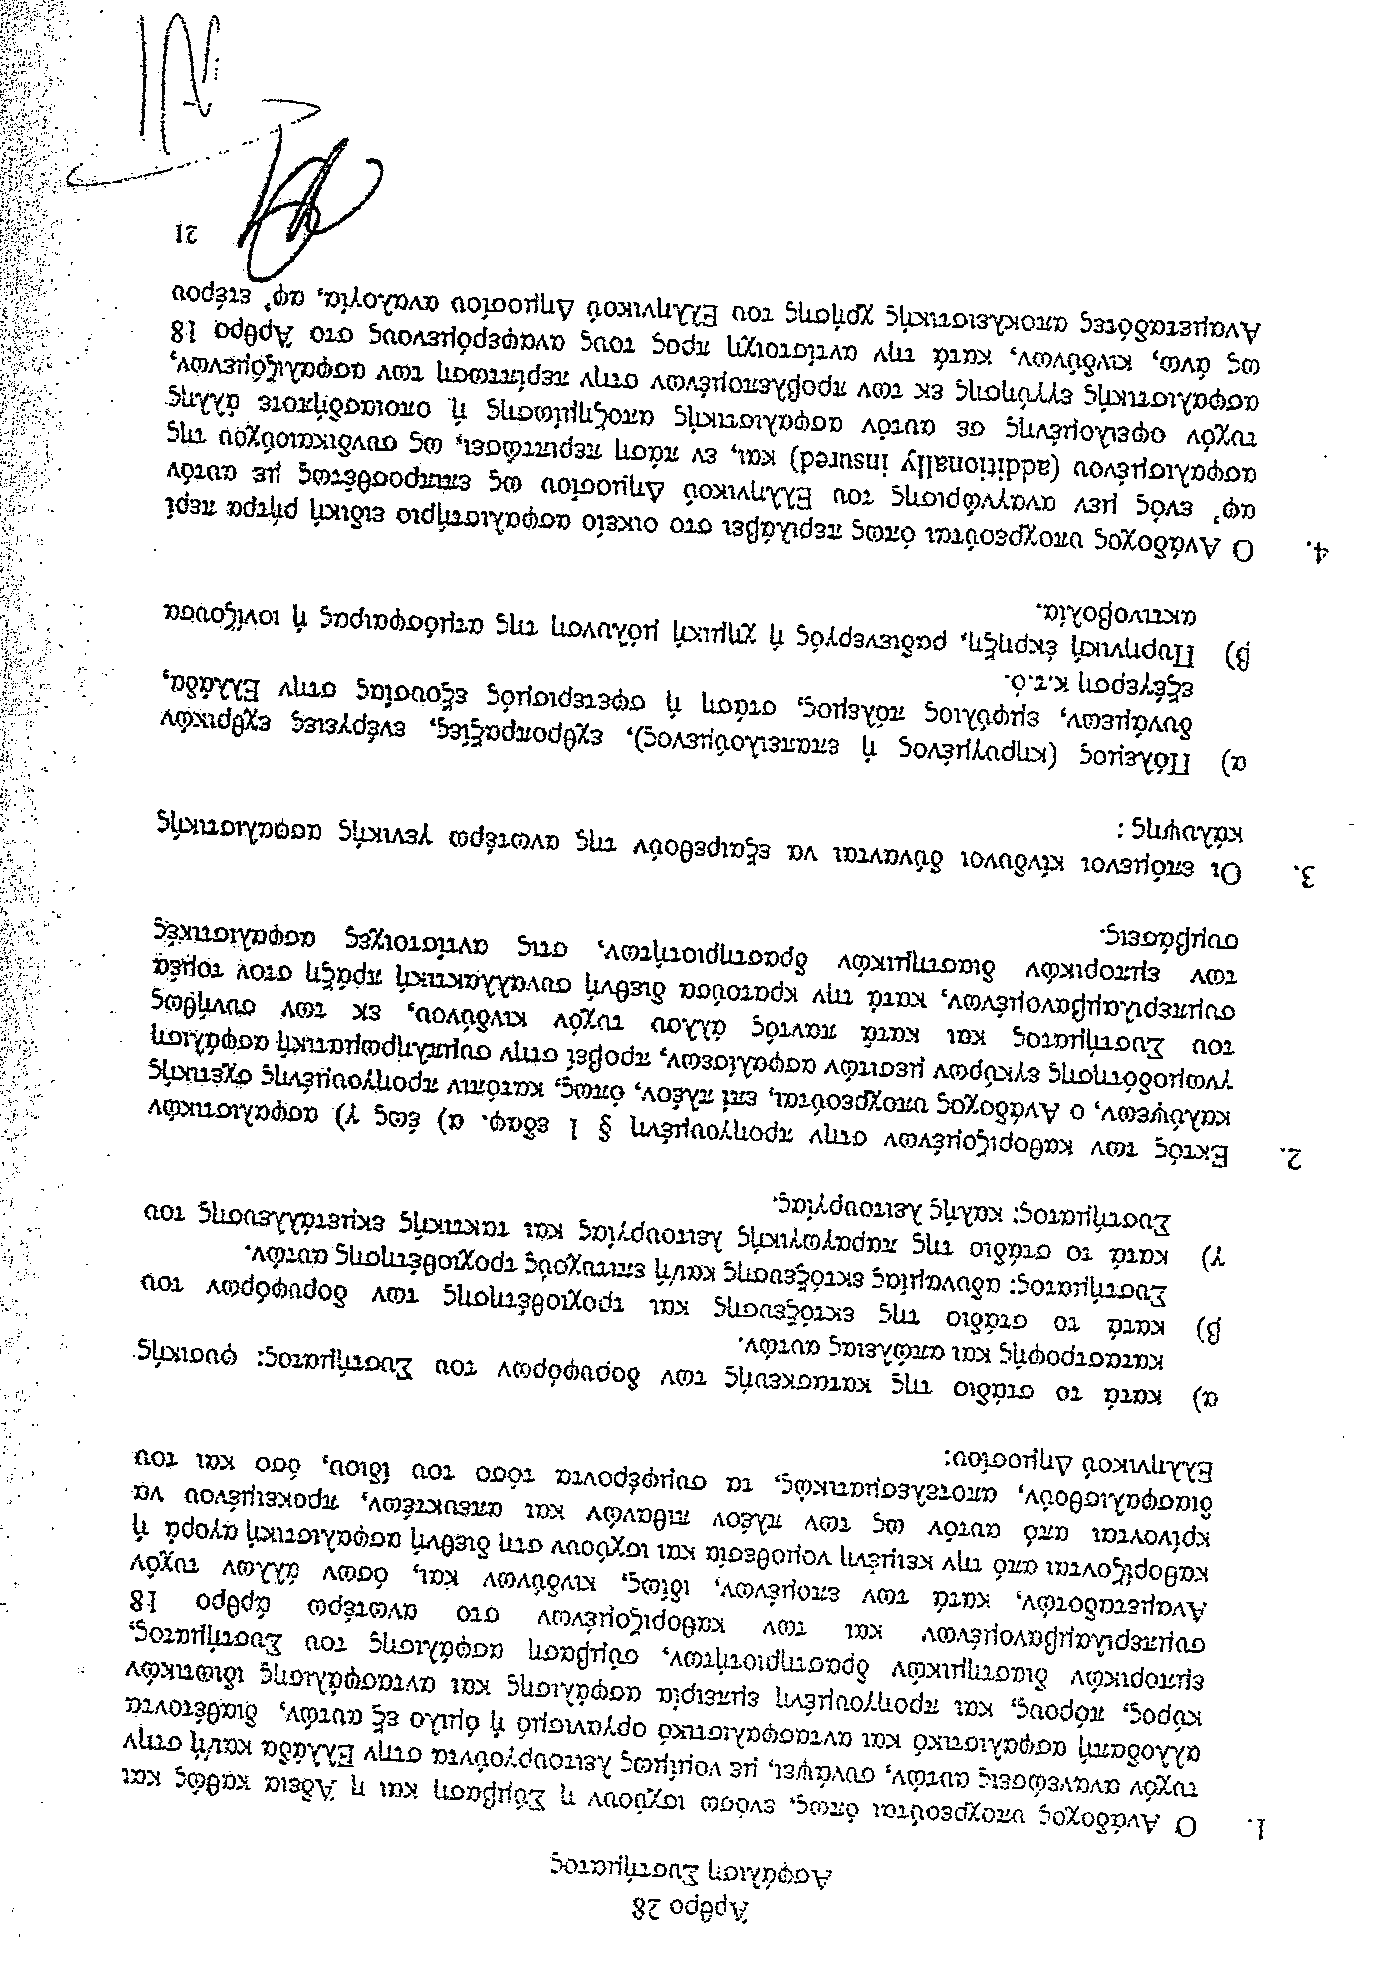 Άρθρο 28
Ασφάλιση Συστήματος
1. Ο Ανάδοχος υποχρεούται όπως, ενόσω ισχύουν η Σύμβαση και η Άδεια καθώς και
τυχόν ανανεώσεις αυτών, συνάψει, με νομίμως λειτουργούντα στην Ελλάδα και/ή στην
αλλοδαπή ασφαλιστικό και αντασφαλιστικό οργανισμό ή όμιλο εξ αυτών, διαθέτοντα
κύρος, πόρους, και προηγούμενη εμπειρία ασφάλισης και αντασφάλισης ιδιωτικών
εμπορικών διαστημικών δραστηριοτήτων, σύμβαση ασφάλισης του Συστήματος,
συμπεριλαμβανομένων και των καθοριζομένων στο ανωτέρω άρθρο 18
Αναμεταδοτών, κατά των επομένων, ιδίως, κινδύνων και, όσων άλλων τυχόν
καθορίζονται από την κείμενη νομοθεσία και ισχύουν στη διεθνή ασφαλιστική αγορά ή
κρίνονται από αυτόν ως των πλέον πιθανών και απευκτέων, προκειμένου να
διασφαλισθούν, αποτελεσματικώς, τα συμφέροντα τόσο του ίδιου, όσο και του
Ελληνικού Δημοσίου:
α) κατά το στάδιο της κατασκευής των δορυφόρων του Συστήματος: φυσικής
καταστροφής και απώλειας αυτών.
β) κατά το στάδιο της εκτόξευσης και τροχιοθέτησης των δορυφόρων του
Συστήματος: αδυναμίας εκτόξευσης και/ή επιτυχούς τροχιοθέτησης αυτών.
γ) κατά το στάδιο της παραγωγικής λειτουργίας και τακτικής εκμετάλλευσης του
Συστήματος: καλής λειτουργίας.
2. Εκτός των καθοριζομένων στην προηγούμενη § 1 εδαφ. α) έως γ) ασφαλιστικών
καλύψεων, ο Ανάδοχος υποχρεούται, επί πλέον, όπως, κατόπιν προηγουμένης σχετικής
γνωμοδότησης εγκύρων μεσιτών ασφαλίσεων, προβεί στην συμπληρωματική ασφάλιση
του Συστήματος και κατά παντός άλλου τυχόν κινδύνου, εκ των συνήθως
συμπεριλαμβανομένων, κατά την κρατούσα διεθνή συναλλακτική πράξη στον τομέα
των εμπορικών διαστημικών δραστηριοτήτων, στις αντίστοιχες ασφαλιστικές
συμβάσεις.
3. Οι επόμενοι κίνδυνοι δύνανται να εξαιρεθούν της ανωτέρω γενικής ασφαλιστικής
κάλυψης :
α) Πόλεμος (κηρυγμένος ή επαπειλούμενος), εχθροπραξίες, ενέργειες εχθρικών
δυνάμεων, εμφύλιος πόλεμος, στάση ή σφετερισμός εξουσίας στην Ελλάδα,
εξέγερση κ.τ.ό.
β) Πυρηνική έκρηξη, ραδιενεργός ή χημική μόλυνση της ατμόσφαιρας ή ιονίζουσα
ακτινοβολία.
4. Ο Ανάδοχος υποχρεούται όπως περιλάβει στο οικείο ασφαλιστήριο ειδική ρήτρα περί
αφ' ενός μεν αναγνώρισης του Ελληνικού Δημοσίου ως επιπροσθέτως με αυτόν
ασφαλισμένου (additionally insured) και, εν πάση περιπτώσει, ως συνδικαιούχου της
τυχόν οφειλομένης σε αυτόν ασφαλιστικής αποζημίωσης ή οποιασδήποτε άλλης
ασφαλιστικής εγγύησης εκ των προβλεπομένων στην περίπτωση των ασφαλιζομένων,
ως άνω, κινδύνων, κατά την αντίστοιχη προς τους αναφερόμενους στο Άρθρο 18
Αναμεταδότες αποκλειστικής χρήσης του Ελληνικού Δημοσίου αναλογία, αφ' ετέρου
21